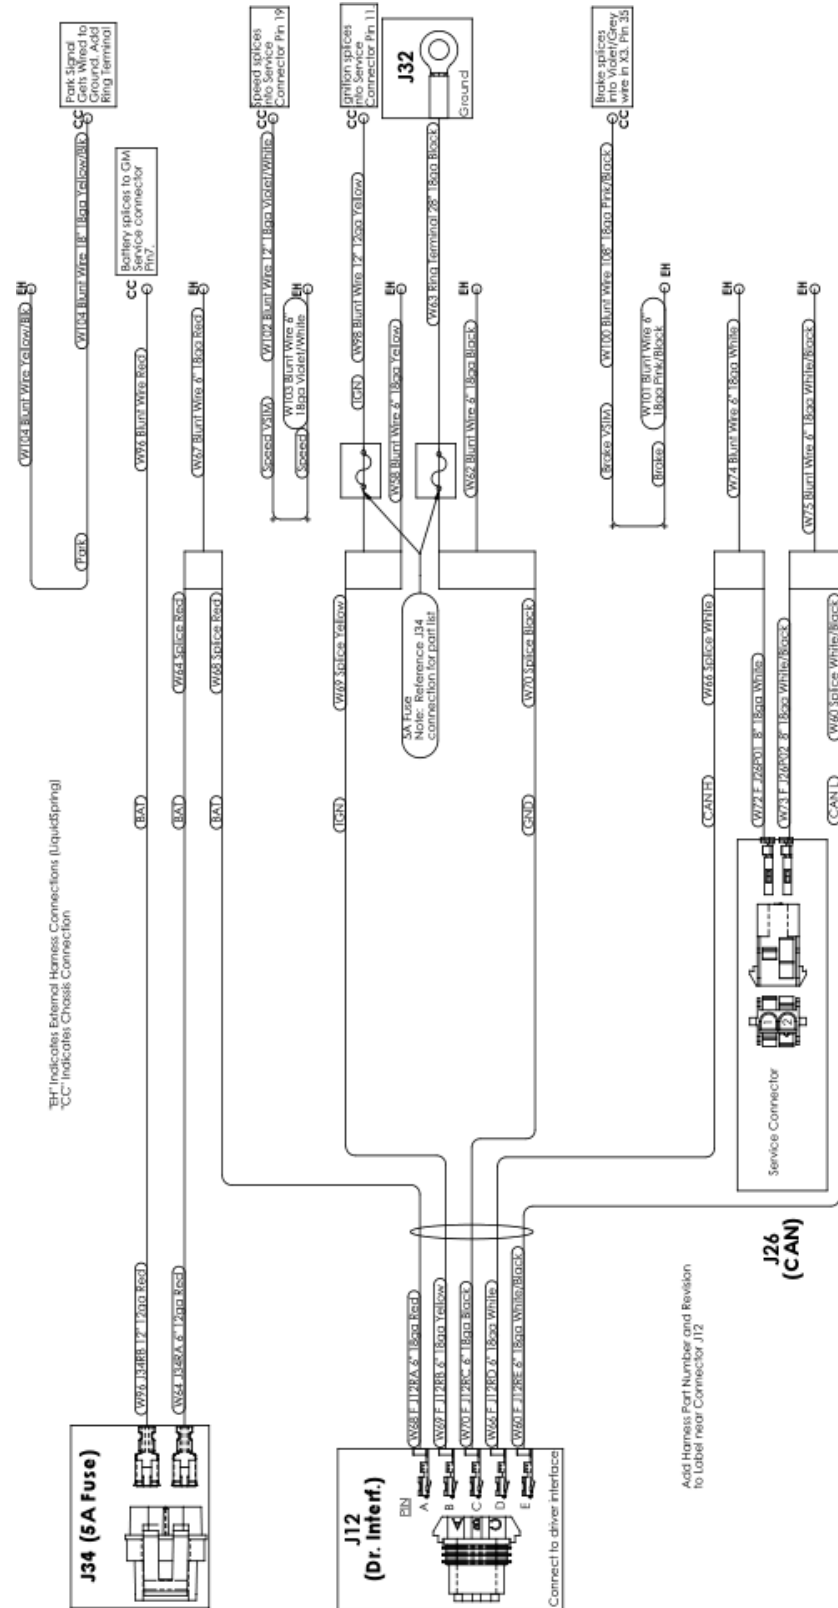 Park Signal
Gets Wired to
Ground. Add
Ring Terminal
CC
W104 Blunt Wire 18" 18ga Yellow/Blk
EH
W104 Blunt Wire Yellow/Blk
Park
Battery splices to GM
Service connector
Pin7.
CC
W96 Blunt Wire Red
EH
W67 Blunt Wire 6" 18ga Red
W64 Splice Red
W68 Splice Red
BAT
BAT
BAT
Speed splices
into Service
Connector Pin 19
CC
W102 Blunt Wire 12" 18ga Violet/White
Speed VSIM
EH
W103 Blunt Wire 6"
18ga Violet/White
Speed
Ignition splices
into Service
Connector Pin 11.
CC
W98 Blunt Wire 12" 12ga Yellow
IGN
EH
W58 Blunt Wire 6" 18ga Yellow
J32
Ground
W63 Ring Terminal 28" 18ga Black
EH
W62 Blunt Wire 6" 18ga Black
5A Fuse
Note: Reference J34
connection for part list
W69 Splice Yellow
IGN
W70 Splice Black
GND
Brake splices
into Violet/Grey
wire in X3. Pin 35
CC
W100 Blunt Wire 108" 18ga Pink/Black
Brake VSIM
EH
W101 Blunt Wire 6"
18ga Pink/Black
Brake
EH
W74 Blunt Wire 6" 18ga White
EH
W75 Blunt Wire 6" 18ga White/Black
W66 Splice White
CAN H
W72 F J26P01 8" 18ga White
W73 F J26P02 8" 18ga White/Black
W60 Splice White/Black
CAN L
"EH" Indicates External Harness Connections (LiquidSpring)
"CC" Indicates Chassis Connection
1
2
Service Connector
J26
(CAN)
W96 J34RB 12" 12ga Red
W64 J34RA 6" 12ga Red
J34 (5A Fuse)
W68 F J12RA 6" 18ga Red
W69 F J12RB 6" 18ga Yellow
W70 F J12RC 6" 18ga Black
W66 F J12RD 6" 18ga White
W60 F J12RE 6" 18ga White/Black
J12
(Dr. Interf.)
PIN
A
B
C
D
E
Connect to driver interface
Add Harness Part Number and Revision
to Label near Connector J12